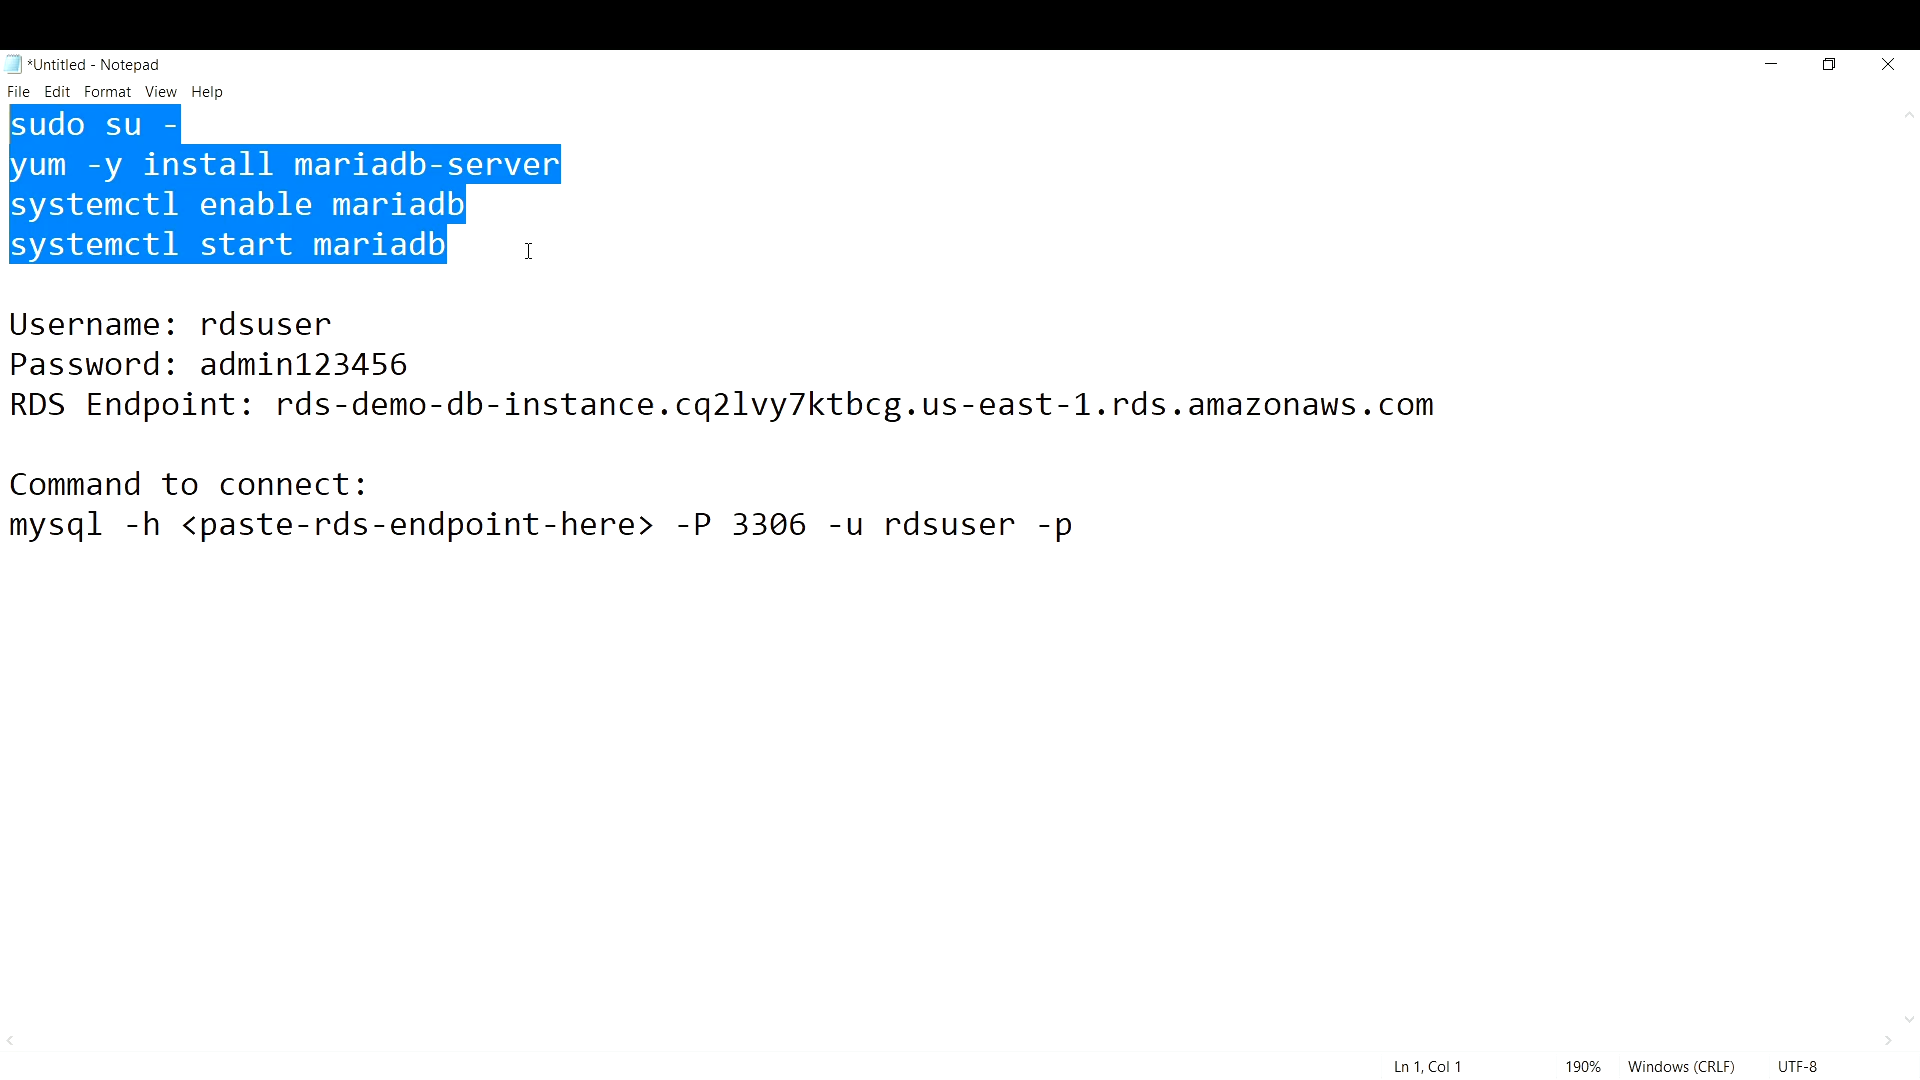 *Untitled - Notepad
File Edit Format View Help
sudo su -
yum -y install mariadb-server
systemctl enable mariadb
systemctl start mariadb
Username: rdsuser
Password: admin123456
RDS Endpoint: rds-demo-db-instance.cq2lvy7ktbcg.us-east-1.rds.amazonaws.com
Command to connect:
mysql -h <paste-rds-endpoint-here> -P 3306 -u rdsuser -p
Ln 1, Col 1 190% Windows (CRLF) UTF-8